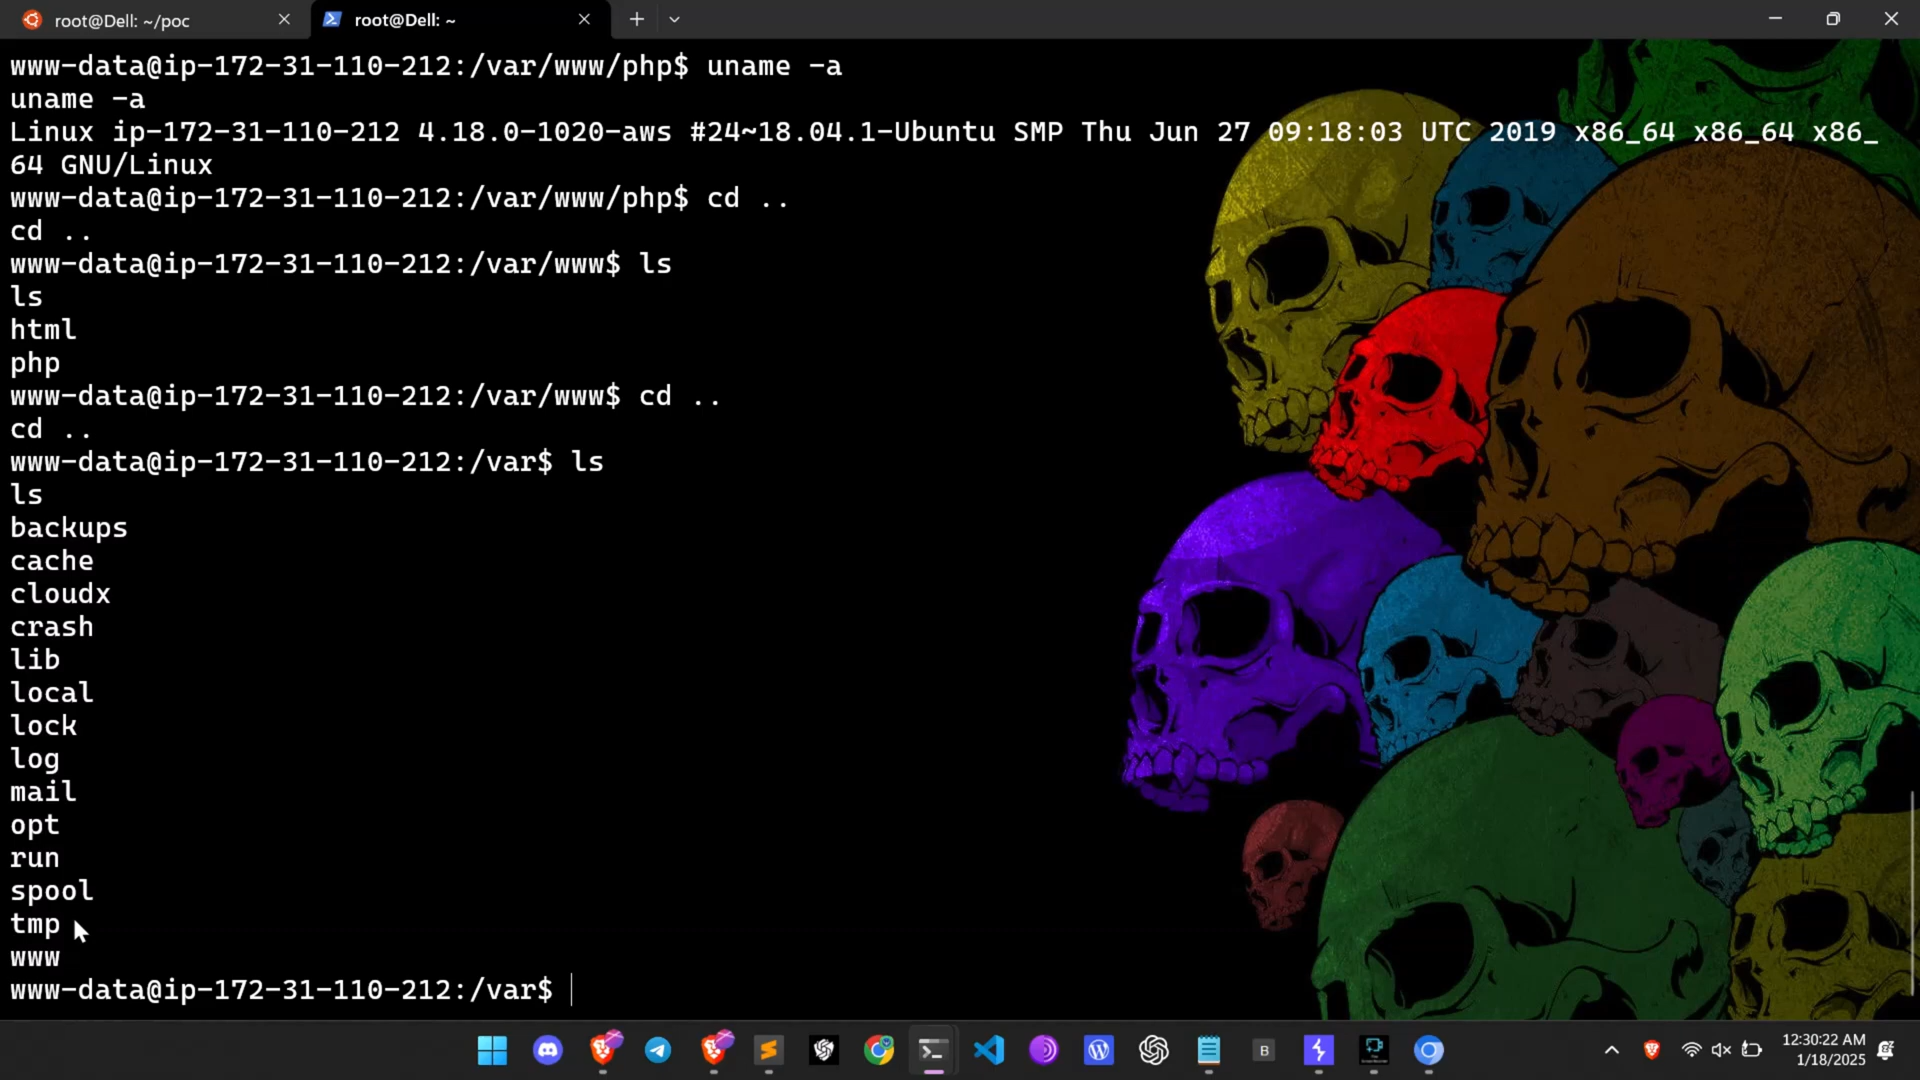 root@Dell: ~/poc
root@Dell: ~
www-data@ip-172-31-110-212:/var/www/php$ uname -a
uname -a
Linux ip-172-31-110-212 4.18.0-1020-aws #24~18.04.1-Ubuntu SMP Thu Jun 27 09:18:03 UTC 2019 x86_64 x86_64 x86_
64 GNU/Linux
www-data@ip-172-31-110-212:/var/www/php$ cd ..
cd ..
www-data@ip-172-31-110-212:/var/www$ ls
ls
html
php
www-data@ip-172-31-110-212:/var/www$ cd ..
cd ..
www-data@ip-172-31-110-212:/var$ ls
ls
backups
cache
cloudx
crash
lib
local
lock
log
mail
opt
run
spool
tmp
www
www-data@ip-172-31-110-212:/var$
B
12:30:22 AM
1/18/2025